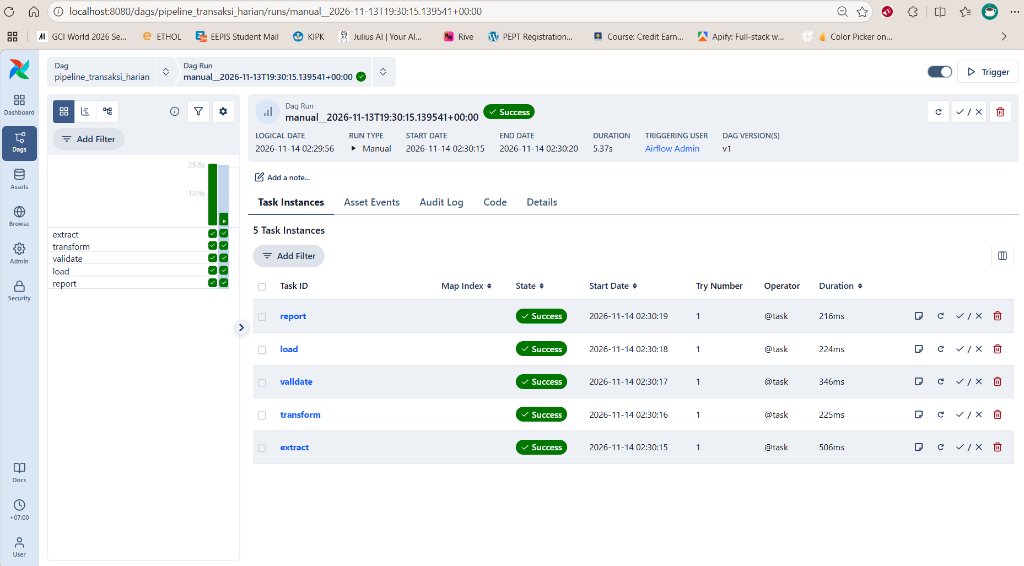 localhost:8080/dags/pipeline_transaksi_harian/runs/manual__2026-11-13T19:30:15.139541+00:00
GCI World 2026 Se...
ETHOL
EEPIS Student Mail
KIPK
Julius AI | Your AI...
Rive
PEPT Registration...
Course: Credit Earn...
Apify: Full-stack w...
Color Picker on...
Dag
pipeline_transaksi_harian
Dag Run
manual__2026-11-13T19:30:15.139541+00:00
Trigger
Dashboard
Dags
Assets
Browse
Admin
Security
Docs
+07:00
User
Add Filter
25.8s
12.9s
extract
transform
validate
load
report
Dag Run
manual__2026-11-13T19:30:15.139541+00:00
Success
LOGICAL DATE RUN TYPE START DATE END DATE DURATION TRIGGERING USER DAG VERSION(S)
2026-11-14 02:29:56 Manual 2026-11-14 02:30:15 2026-11-14 02:30:20 5.37s Airflow Admin v1
Add a note...
Task Instances Asset Events Audit Log Code Details
5 Task Instances
Add Filter
Task ID Map Index State Start Date Try Number Operator Duration
report Success 2026-11-14 02:30:19 1 @task 216ms
load Success 2026-11-14 02:30:18 1 @task 224ms
validate Success 2026-11-14 02:30:17 1 @task 346ms
transform Success 2026-11-14 02:30:16 1 @task 225ms
extract Success 2026-11-14 02:30:15 1 @task 506ms